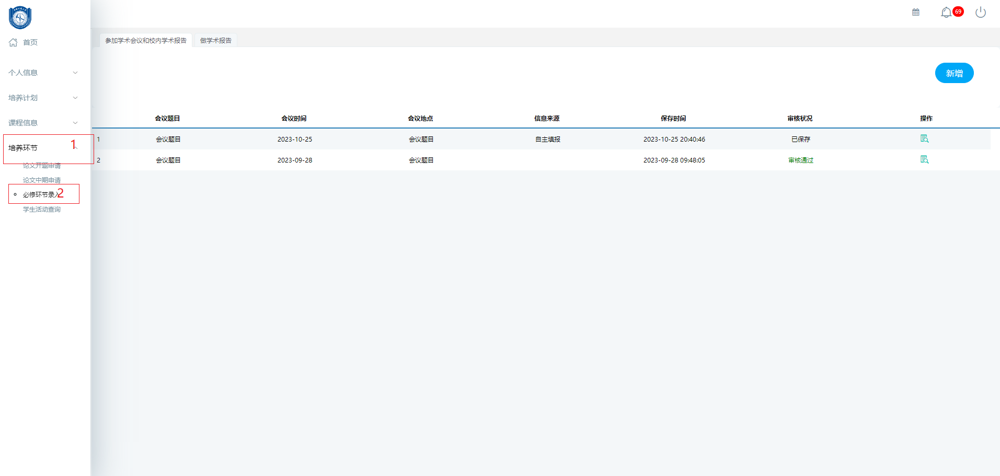 首页
个人信息
培养计划
课程信息
培养环节 1
论文开题申请
论文中期申请
必修环节录入 2
学生活动查询
69
参加学术会议和校内学术报告 做学术报告
新增
会议题目 会议时间 会议地点 信息来源 保存时间 审核状况 操作
1 会议题目 2023-10-25 会议题目 自主填报 2023-10-25 20:40:46 已保存
2 会议题目 2023-09-28 会议题目 2023-09-28 09:48:05 审核通过